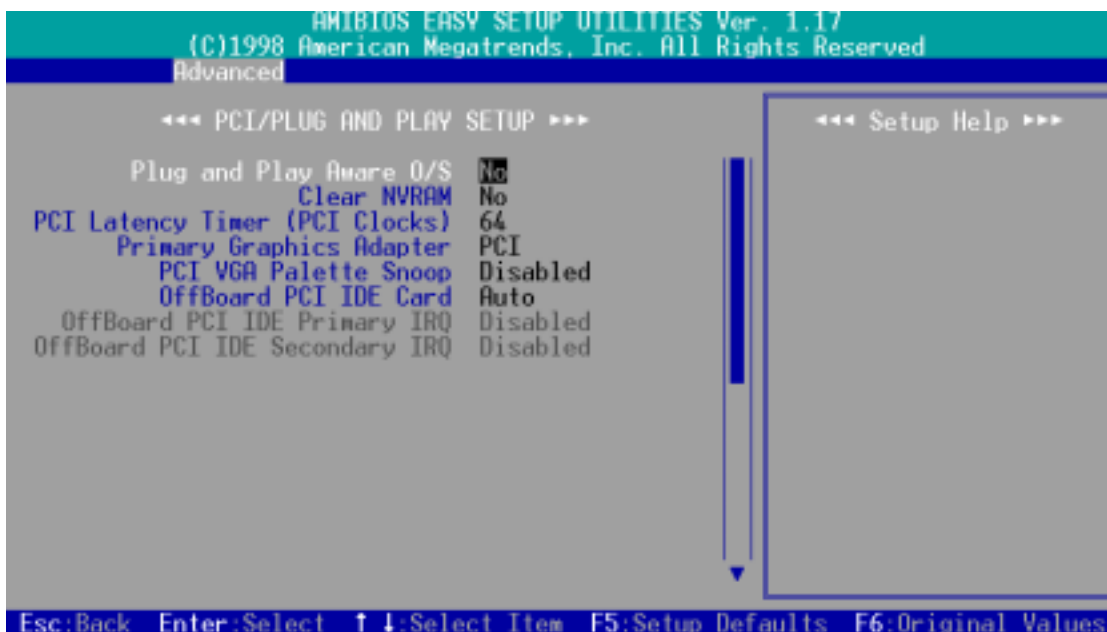 AMIBIOS EASY SETUP UTILITIES Ver. 1.17
(C)1998 American Megatrends, Inc. All Rights Reserved
Advanced
◄◄◄ PCI/PLUG AND PLAY SETUP ►►►
Plug and Play Aware O/S No
Clear NVRAM No
PCI Latency Timer (PCI Clocks) 64
Primary Graphics Adapter PCI
PCI VGA Palette Snoop Disabled
OffBoard PCI IDE Card Auto
OffBoard PCI IDE Primary IRQ Disabled
OffBoard PCI IDE Secondary IRQ Disabled
◄◄◄ Setup Help ►►►
Esc:Back Enter:Select ↑ ↓:Select Item F5:Setup Defaults F6:Original Values